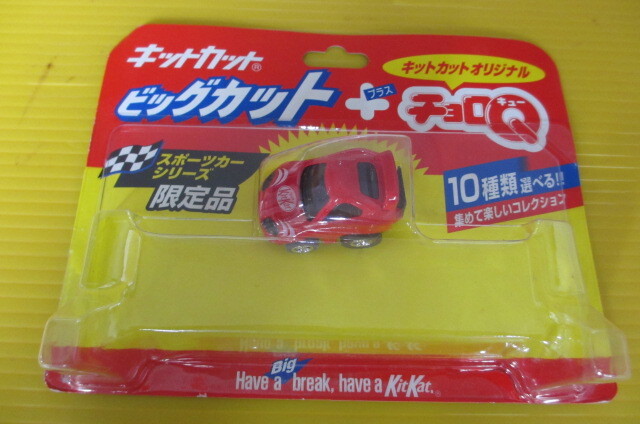 キットカット®
ビッグカット
+
プラス
キットカットオリジナル
チョロQ
キュー
スポーツカー
シリーズ
限定品
10種類選べる!!
集めて楽しいコレクション
Big
Have a break, have a KitKat.®